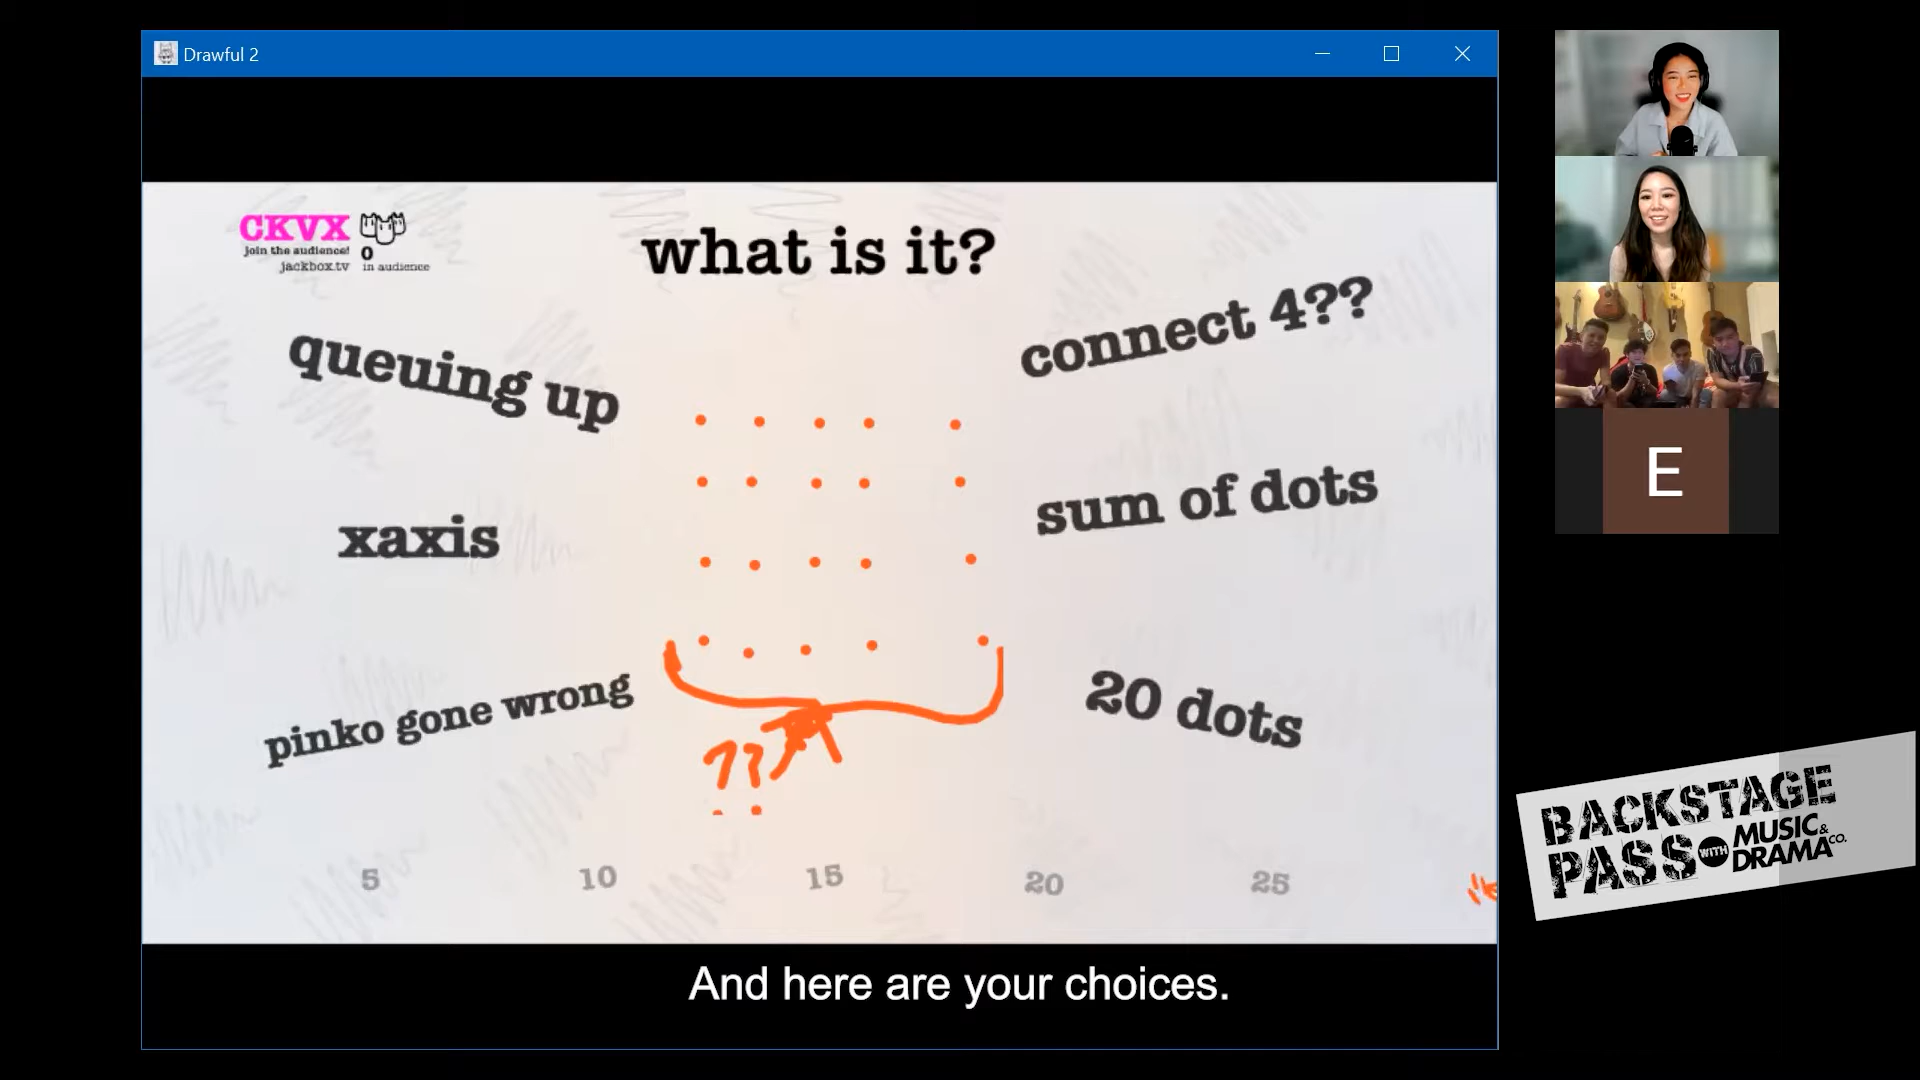 Drawful 2
CKVX
join the audience!
jackbox.tv
0
in audience
what is it?
queuing up
connect 4??
xaxis
sum of dots
pinko gone wrong
20 dots
??
5 10 15 20 25
And here are your choices.
E
BACKSTAGE
PASS WITH MUSIC & DRAMA CO.